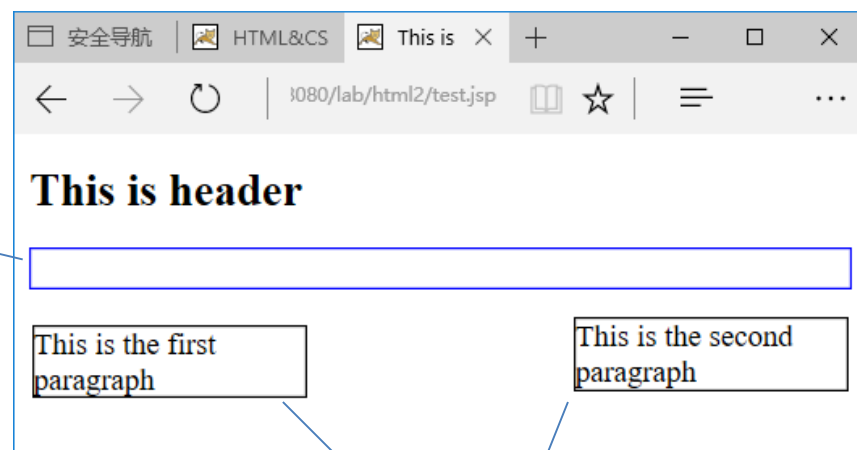 安全导航 HTML&CS This is
8080/lab/html2/test.jsp
This is header
This is the first
paragraph
This is the second
paragraph